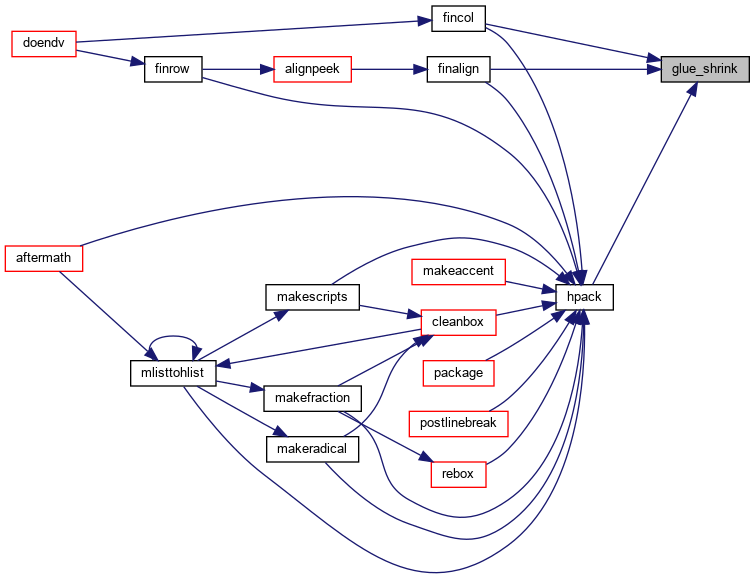 fincol
doendv
finrow
alignpeek
finalign
glue_shrink
aftermath
makeaccent
makescripts
hpack
cleanbox
mlisttohlist
package
makefraction
postlinebreak
makeradical
rebox